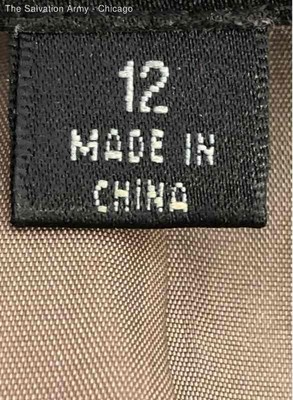 The Salvation Army - Chicago
12
MADE IN
CHINA